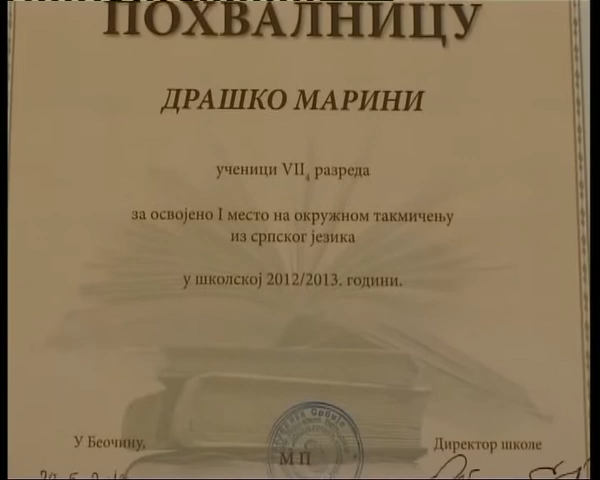 ПОХВАЛНИЦУ
ДРАШКО МАРИНИ
ученици VII₄ разреда
за освојено I место на окружном такмичењу
из српског језика
у школској 2012/2013. години.
У Беочину,
М П
Директор школе